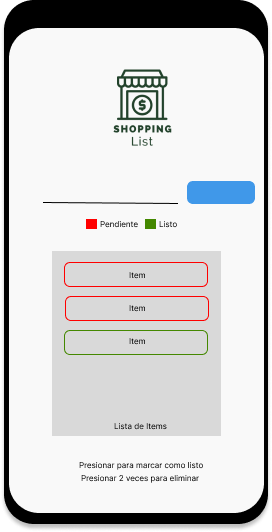 $
SHOPPING
List
Pendiente Listo
Item
Item
Item
Lista de Items
Presionar para marcar como listo
Presionar 2 veces para eliminar